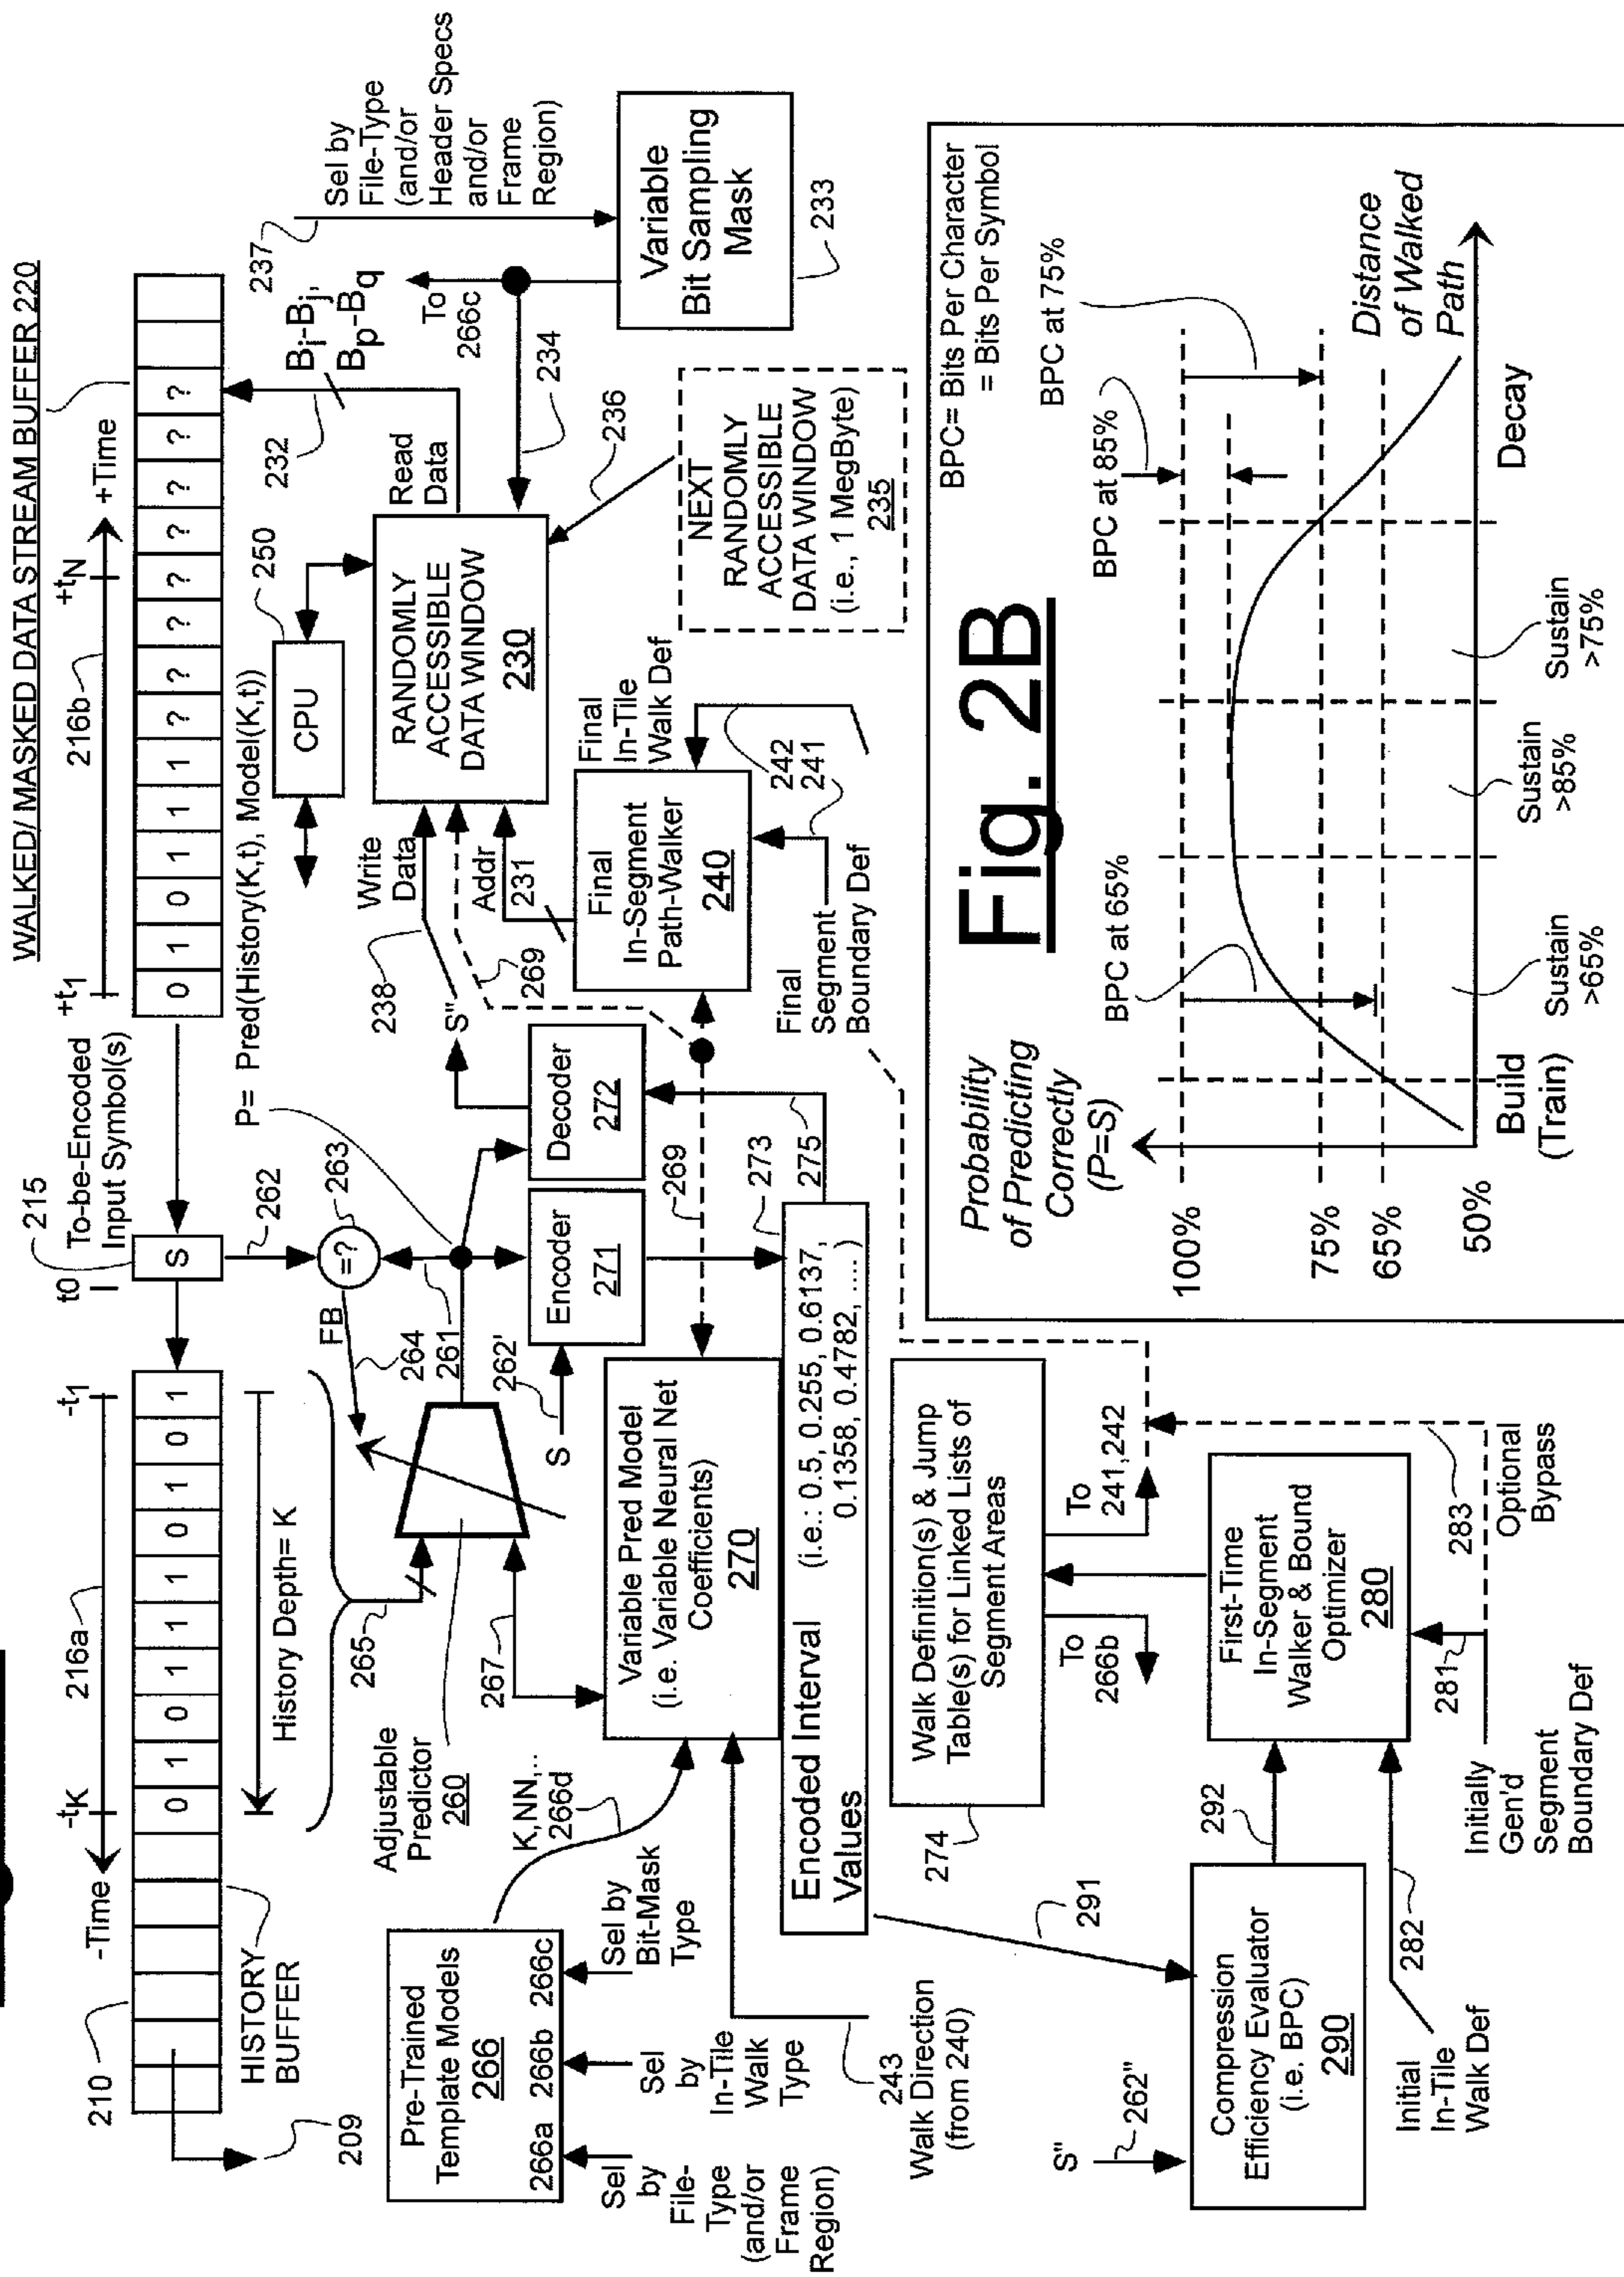 WALKED/ MASKED DATA STREAM BUFFER 220
210
-Time
-tK
216a
-t1
t0
215
To-be-Encoded
Input Symbol(s)
+t1
216b
+tN
+Time
0 1 0 1 1 0 1 0 1
S
0 1 0 1 1 1 ? ? ? ? ? ? ? ?
HISTORY
BUFFER
209
History Depth= K
265
262
263
=?
FB
264
261
P= Pred(History(K,t), Model(K,t))
250
CPU
232
Read
Data
Bi-Bj,
Bp-Bq
237
Sel by
File-Type
(and/or
Header Specs
and/or
Frame
Region)
To
266c
234
236
Variable
Bit Sampling
Mask
233
Pre-Trained
Template Models
266
266a 266b 266c
Sel
by
File-
Type
(and/or
Frame
Region)
Sel
by
In-Tile
Walk
Type
Sel by
Bit-Mask
Type
K,NN,..
266d
Adjustable
Predictor
260
267
S
262'
Encoder
271
Decoder
272
S"
238
Write
Data
269
Addr
231
RANDOMLY
ACCESSIBLE
DATA WINDOW
230
NEXT
RANDOMLY
ACCESSIBLE
DATA WINDOW
(i.e., 1 MegByte)
235
Final
In-Segment
Path-Walker
240
Final
In-Tile
Walk Def
242
241
Final
Segment
Boundary Def
269
Variable Pred Model
(i.e. Variable Neural Net
Coefficients)
270
273
275
Encoded Interval
Values
(i.e.: 0.5, 0.255, 0.6137,
0.1358, 0.4782, .... )
243
Walk Direction
(from 240)
291
274
Walk Definition(s) & Jump
Table(s) for Linked Lists of
Segment Areas
To
266b
To
241,242
S"
262"
Compression
Efficiency Evaluator
(i.e. BPC)
290
292
282
Initial
In-Tile
Walk Def
First-Time
In-Segment
Walker & Bound
Optimizer
280
281
Initially
Gen'd
Segment
Boundary Def
283
Optional
Bypass
Fig. 2B
BPC= Bits Per Character
= Bits Per Symbol
Probability
of Predicting
Correctly
(P=S)
BPC at 65%
BPC at 85%
BPC at 75%
100%
75%
65%
50%
Distance
of Walked
Path
Build
(Train)
Sustain
>65%
Sustain
>85%
Sustain
>75%
Decay